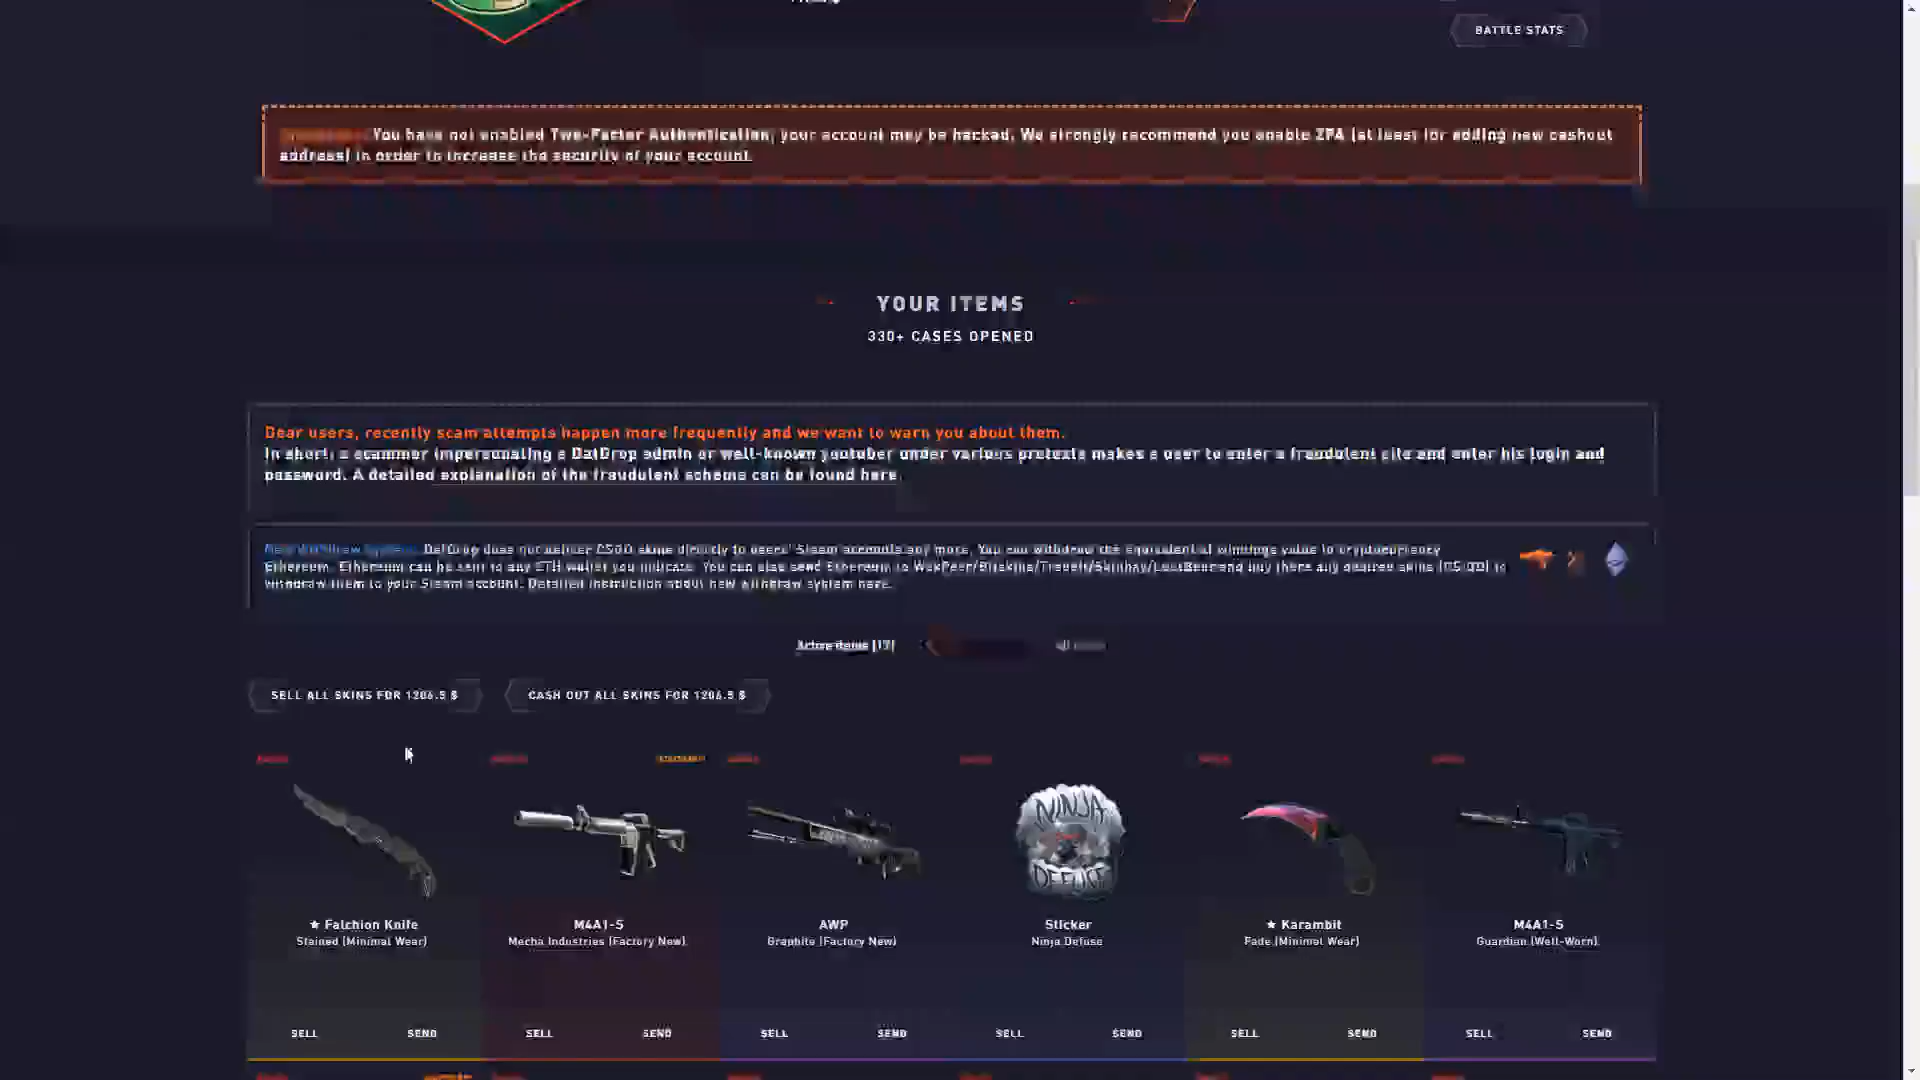 BATTLE STATS
You have not enabled Two-Factor Authentication, your account may be hacked. We strongly recommend you enable 2FA (at least for adding new cashout
address) in order to increase the security of your account.
YOUR ITEMS
330+ CASES OPENED
Dear users, recently scam attempts happen more frequently and we want to warn you about them.
In short: a scammer impersonating a DatDrop admin or well-known youtuber under various pretexts makes a user to enter a fraudulent site and enter his login and
password. A detailed explanation of the fraudulent scheme can be found here.
DatDrop does not deliver CSGO skins directly to users' Steam accounts any more. You can withdraw the equivalent of winnings value in cryptocurrency
Ethereum. Ethereum can be sent to any ETH wallet you indicate. You can also send Ethereum to and buy there any desired skins (CS:GO) to
withdraw them to your Steam account. Detailed instruction about new withdraw system here.
Active items [17]
SELL ALL SKINS FOR 1206.5 $ CASH OUT ALL SKINS FOR 1206.5 $
NINJA
DEFUSE
★ Falchion Knife M4A1-S AWP Sticker ★ Karambit M4A1-S
Stained (Minimal Wear) Mecha Industries (Factory New) Graphite (Factory New) Ninja Defuse Fade (Minimal Wear) Guardian (Well-Worn)
SELL SEND SELL SEND SELL SEND SELL SEND SELL SEND SELL SEND